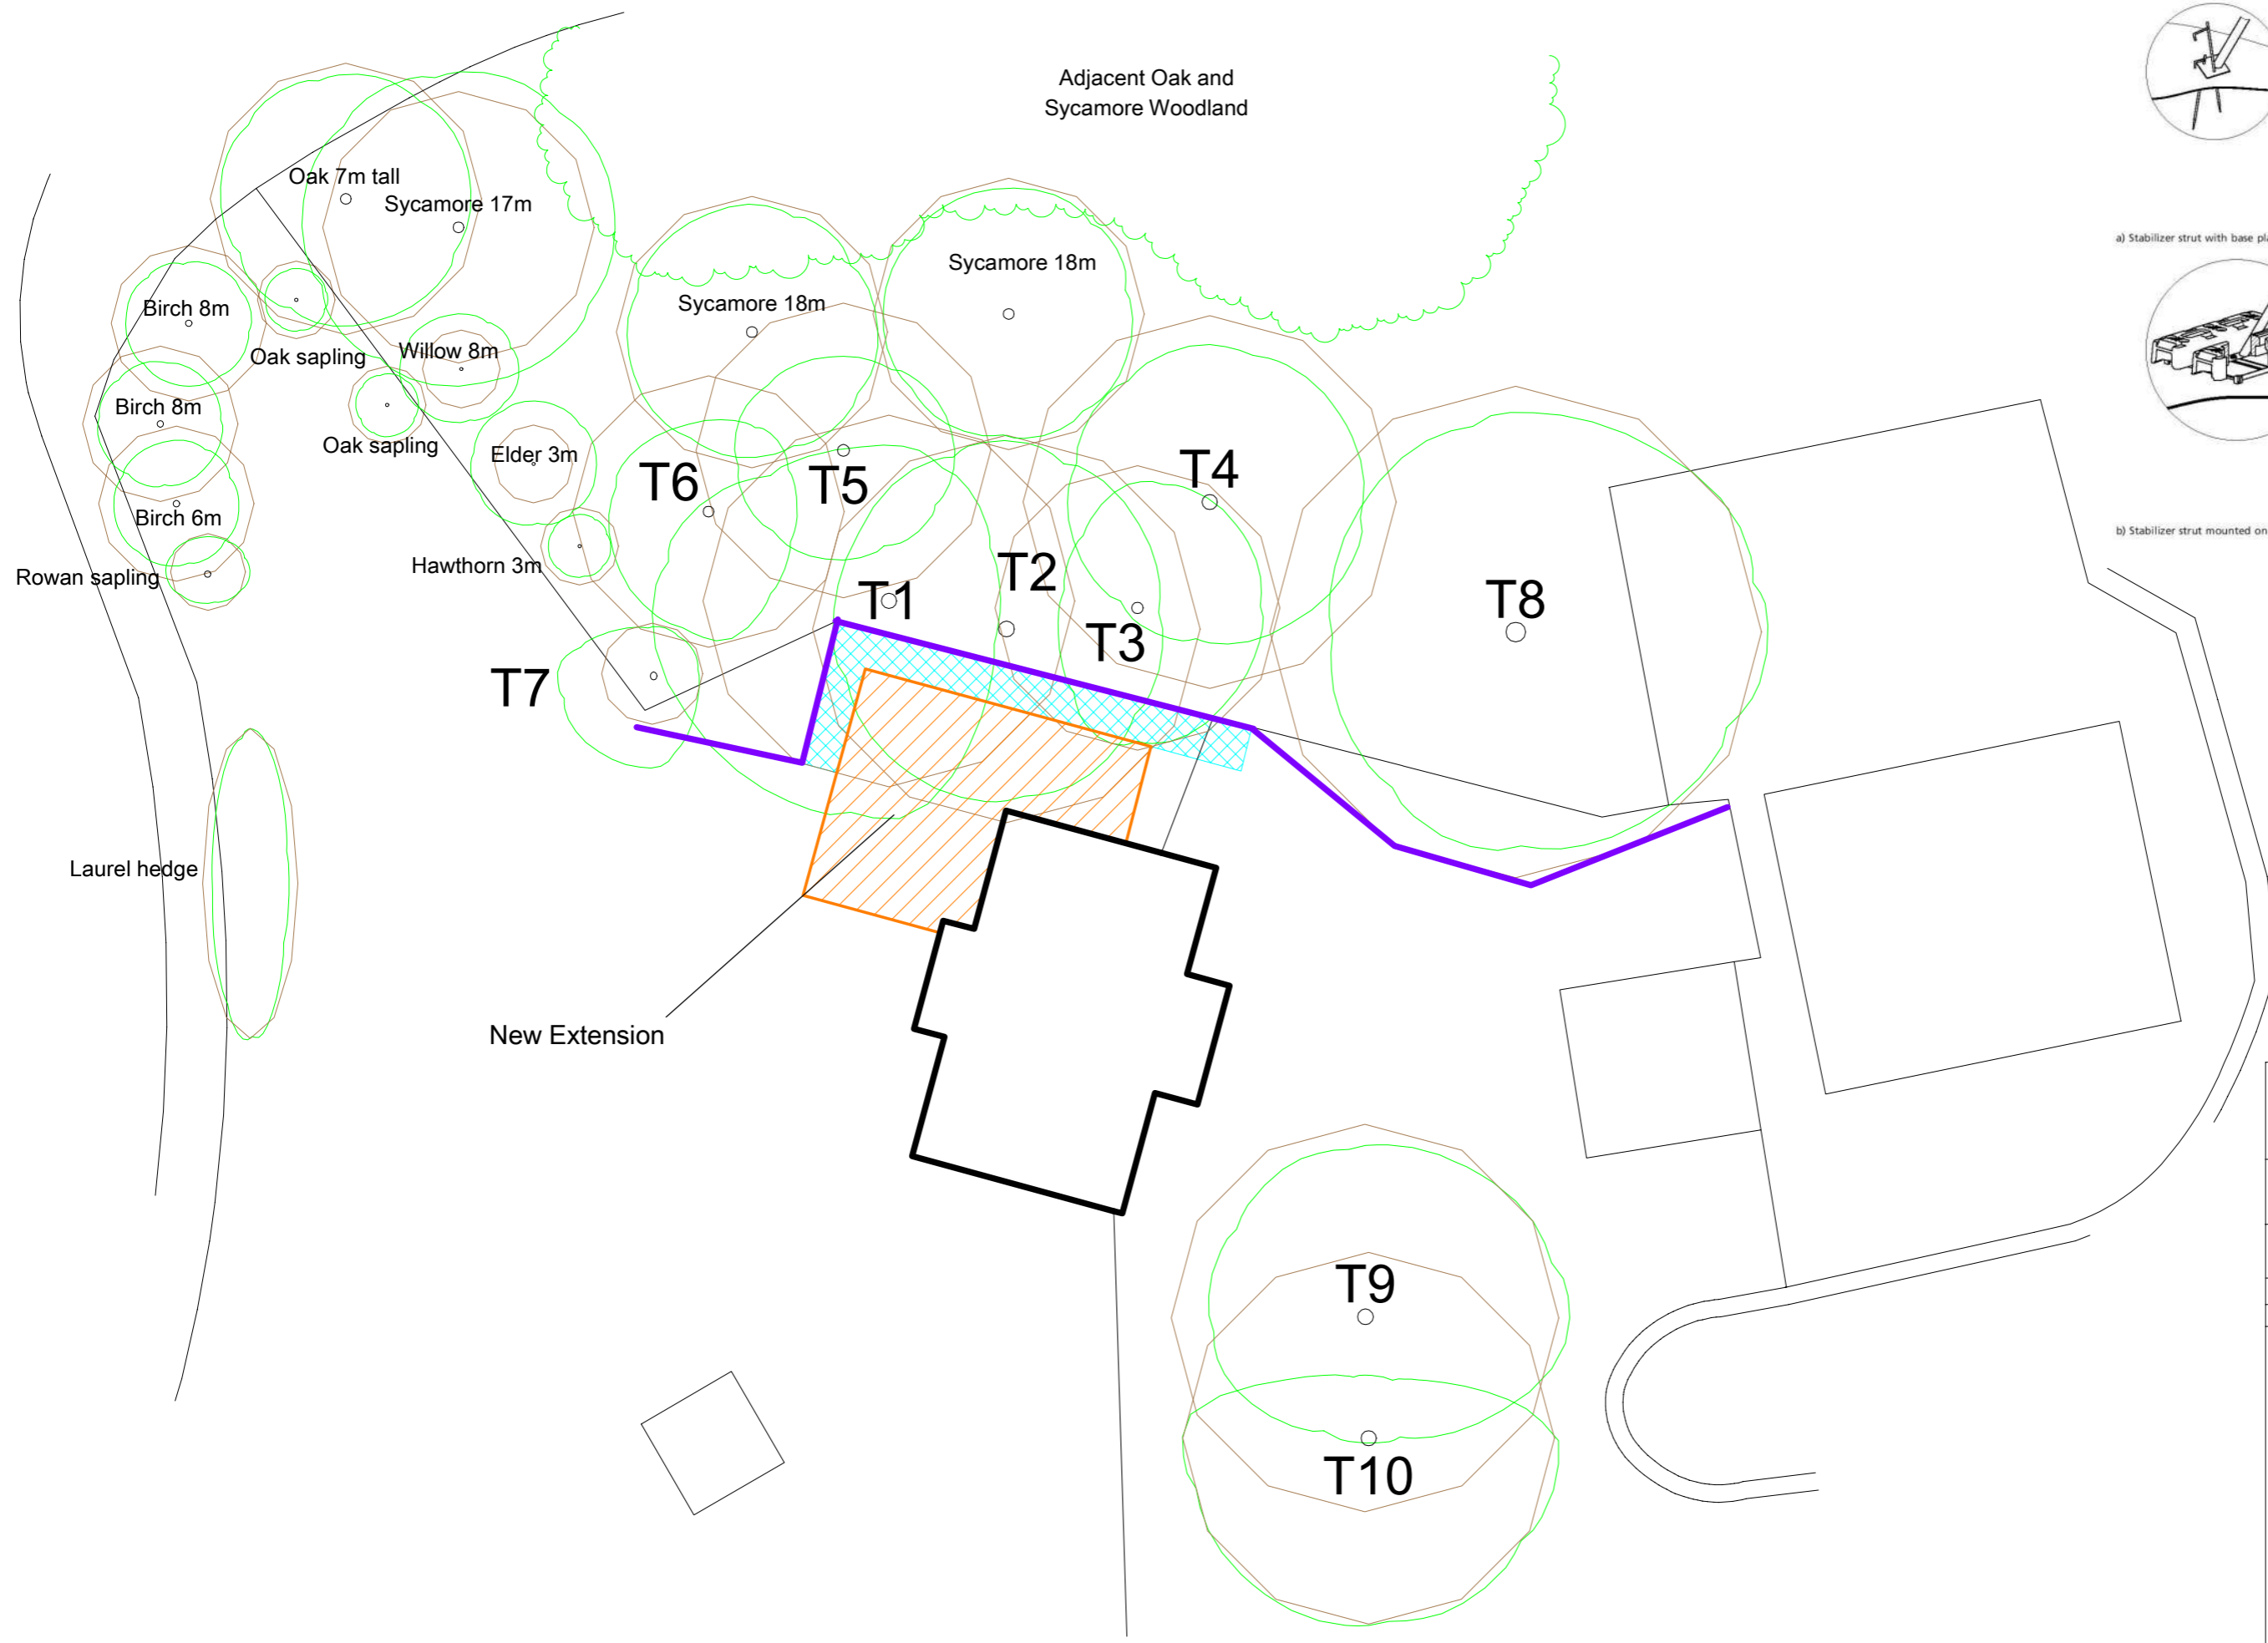 Adjacent Oak and
Sycamore Woodland
Oak 7m tall
Sycamore 17m
a) Stabilizer strut with base
Sycamore 18m
Sycamore 18m
Birch 8m
Oak sapling
Willow 8m
Birch 8m
Oak sapling
Elder 3m
T6
T5
T4
Birch 6m
b) Stabilizer strut mounted on
Hawthorn 3m
Rowan sapling
T1
T2
T3
T8
T7
Laurel hedge
New Extension
T9
T10